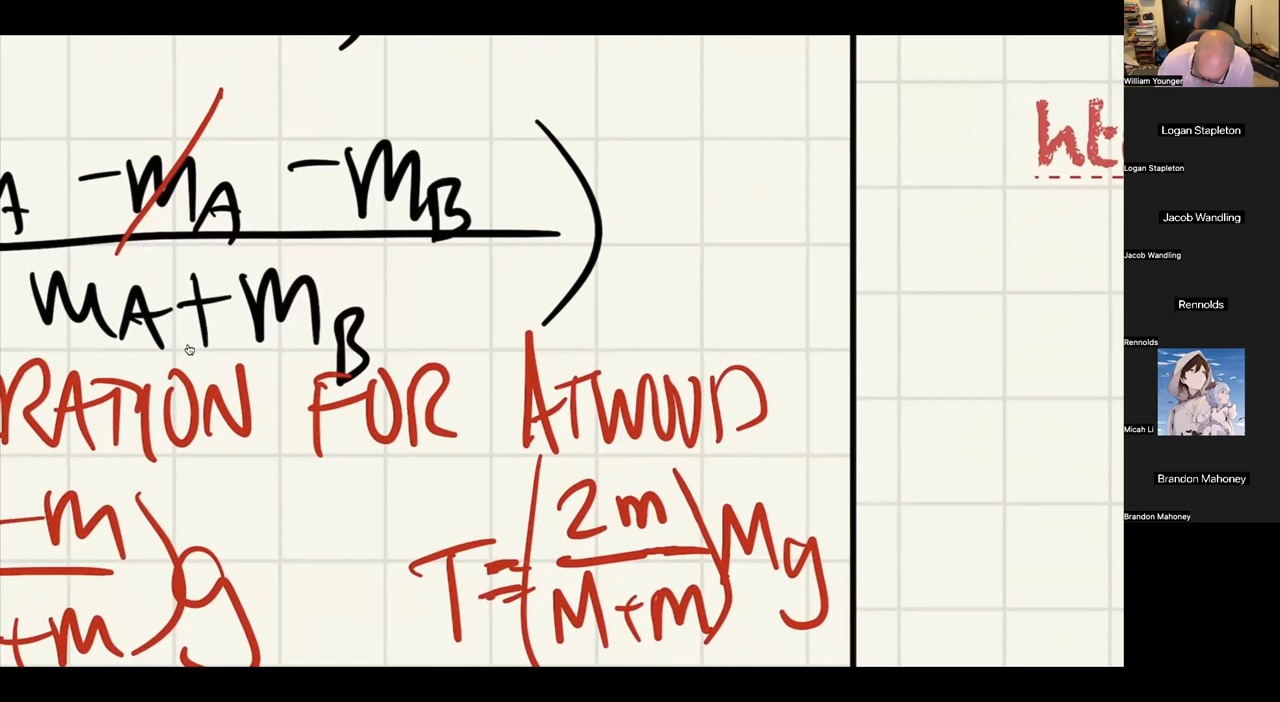 A -mA -mB
mA+mB
RATION FOR ATWOOD
-m
+m
g
T=(2m/M+m)Mg
ht
William Younger
Logan Stapleton
Logan Stapleton
Jacob Wandling
Jacob Wandling
Rennolds
Rennolds
Micah Li
Brandon Mahoney
Brandon Mahoney